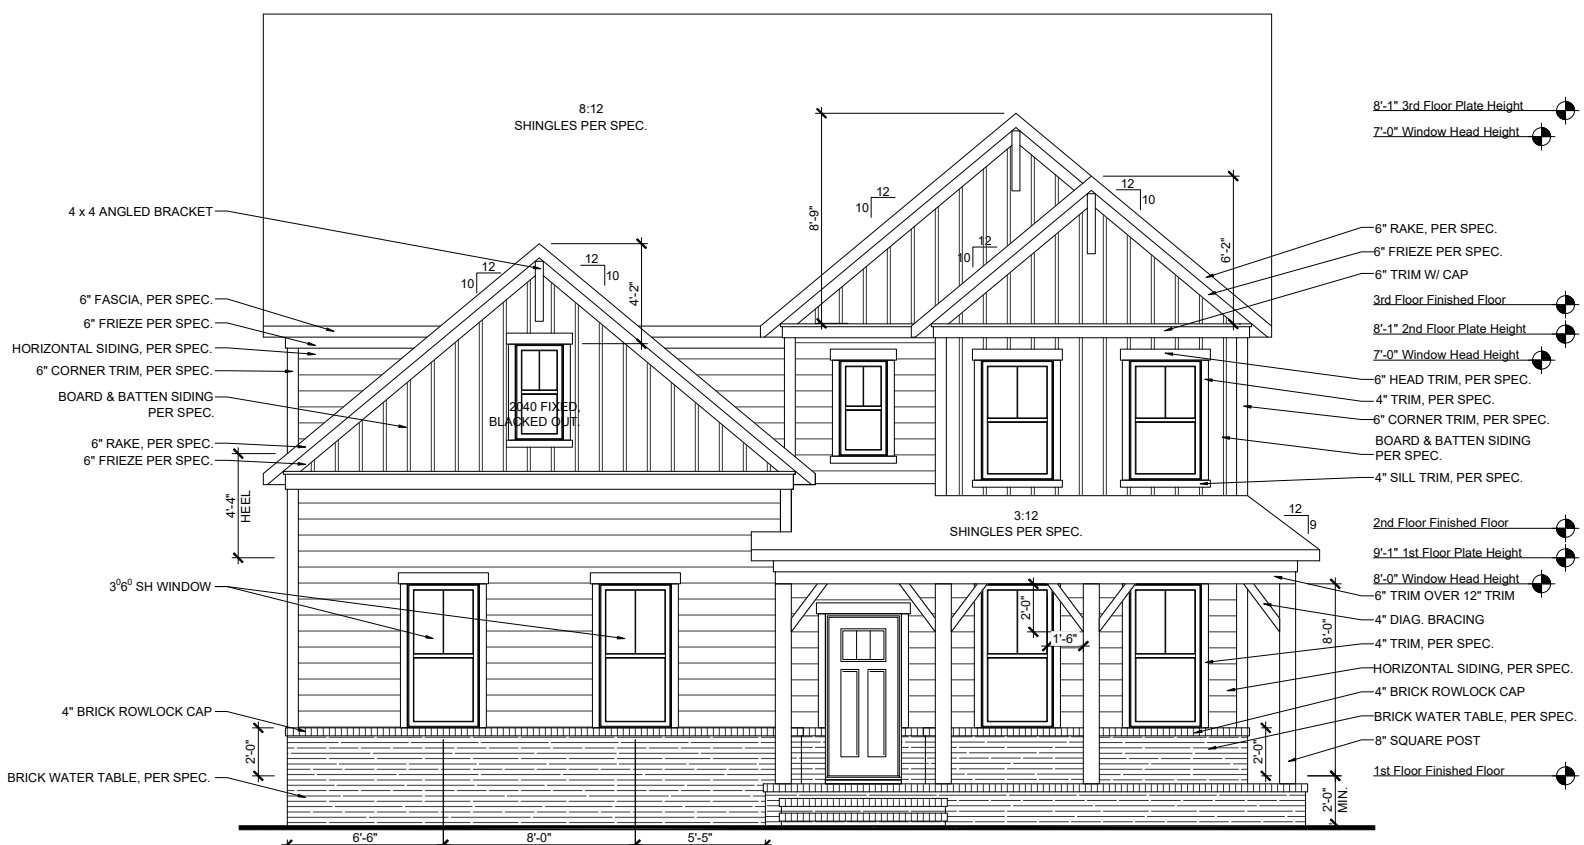 8:12
SHINGLES PER SPEC.
8'-1" 3rd Floor Plate Height
7'-0" Window Head Height
8'-9"
12
10
12
10
12
10
6'-2"
4 x 4 ANGLED BRACKET
12
10
12
10
4'-2"
6" RAKE, PER SPEC.
6" FRIEZE PER SPEC.
6" TRIM W/ CAP
3rd Floor Finished Floor
8'-1" 2nd Floor Plate Height
7'-0" Window Head Height
6" HEAD TRIM, PER SPEC.
4" TRIM, PER SPEC.
6" CORNER TRIM, PER SPEC.
BOARD & BATTEN SIDING
PER SPEC.
4" SILL TRIM, PER SPEC.
6" FASCIA, PER SPEC.
6" FRIEZE PER SPEC.
HORIZONTAL SIDING, PER SPEC.
6" CORNER TRIM, PER SPEC.
BOARD & BATTEN SIDING
PER SPEC.
6" RAKE, PER SPEC.
6" FRIEZE PER SPEC.
2040 FIXED,
BLACKED OUT.
4'-4"
HEEL
3:12
SHINGLES PER SPEC.
12
9
2nd Floor Finished Floor
9'-1" 1st Floor Plate Height
8'-0" Window Head Height
6" TRIM OVER 12" TRIM
4" DIAG. BRACING
4" TRIM, PER SPEC.
HORIZONTAL SIDING, PER SPEC.
4" BRICK ROWLOCK CAP
BRICK WATER TABLE, PER SPEC.
8" SQUARE POST
1st Floor Finished Floor
3⁰6⁰ SH WINDOW
2'-0"
1'-6"
8'-0"
4" BRICK ROWLOCK CAP
2'-0"
BRICK WATER TABLE, PER SPEC.
2'-0"
2'-0"
MIN.
6'-6"
8'-0"
5'-5"